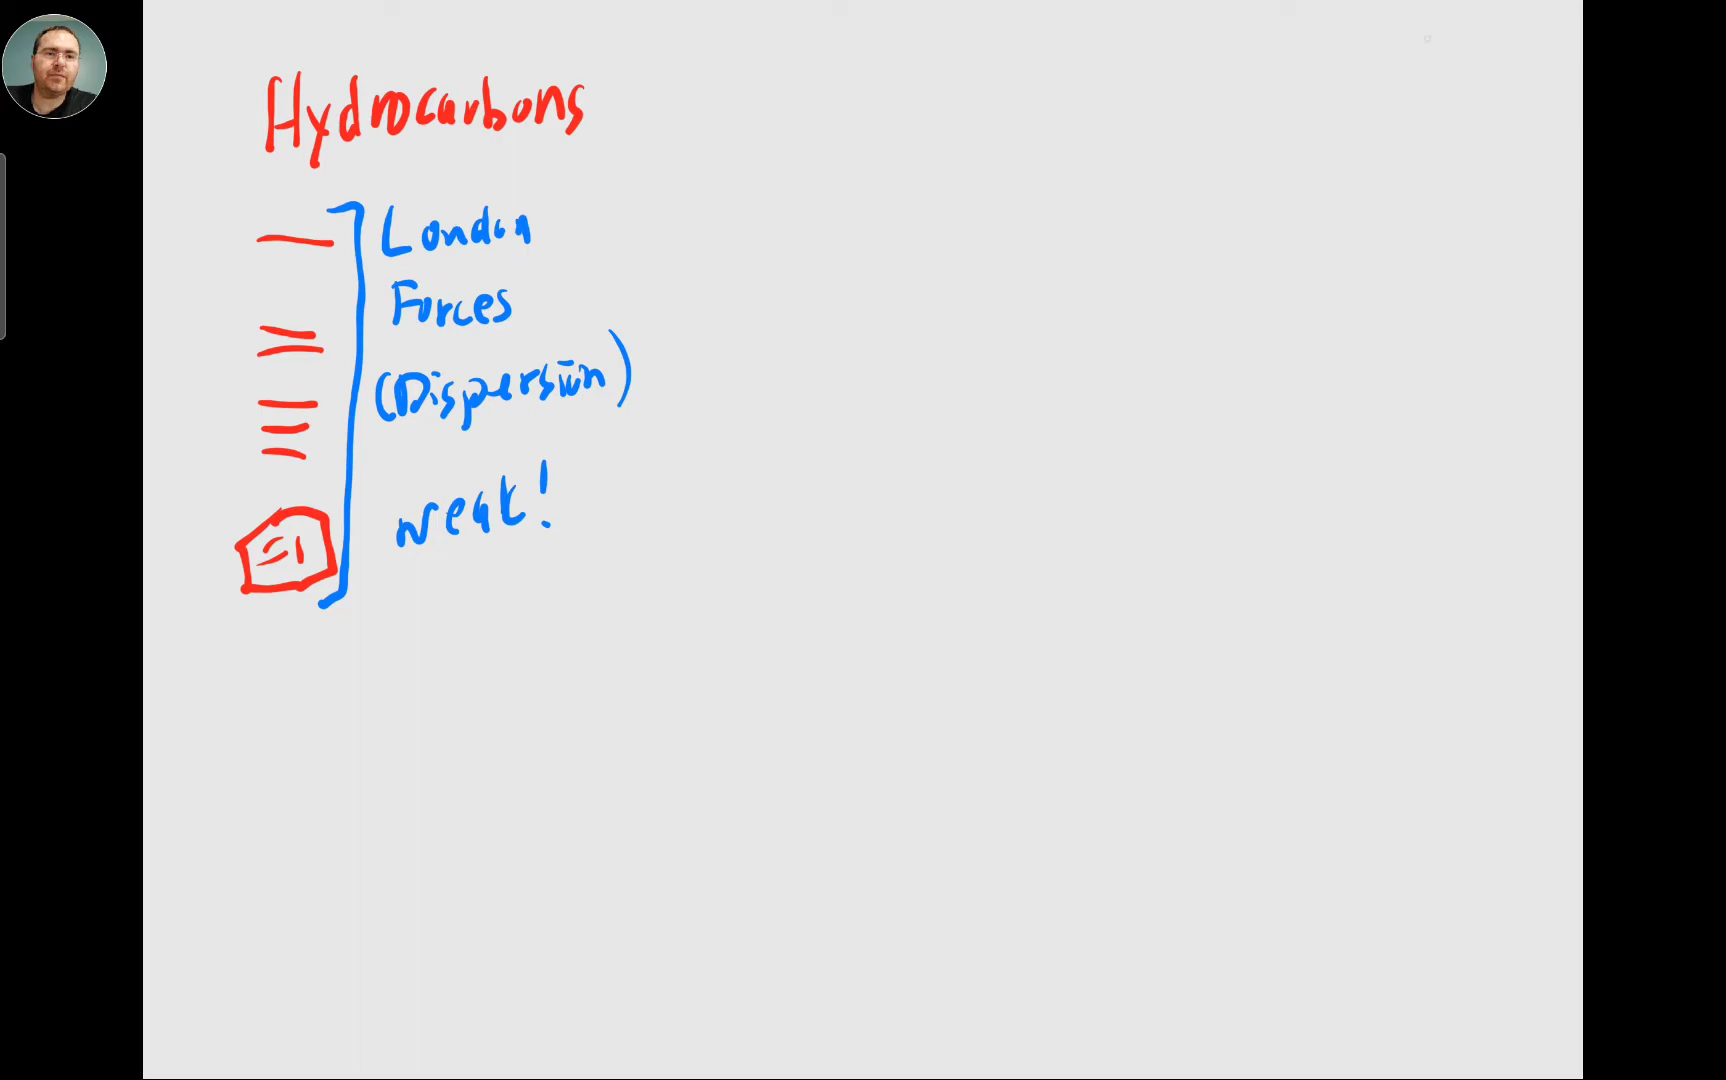 Hydrocarbons
London
Forces
(Dispersion)
weak!